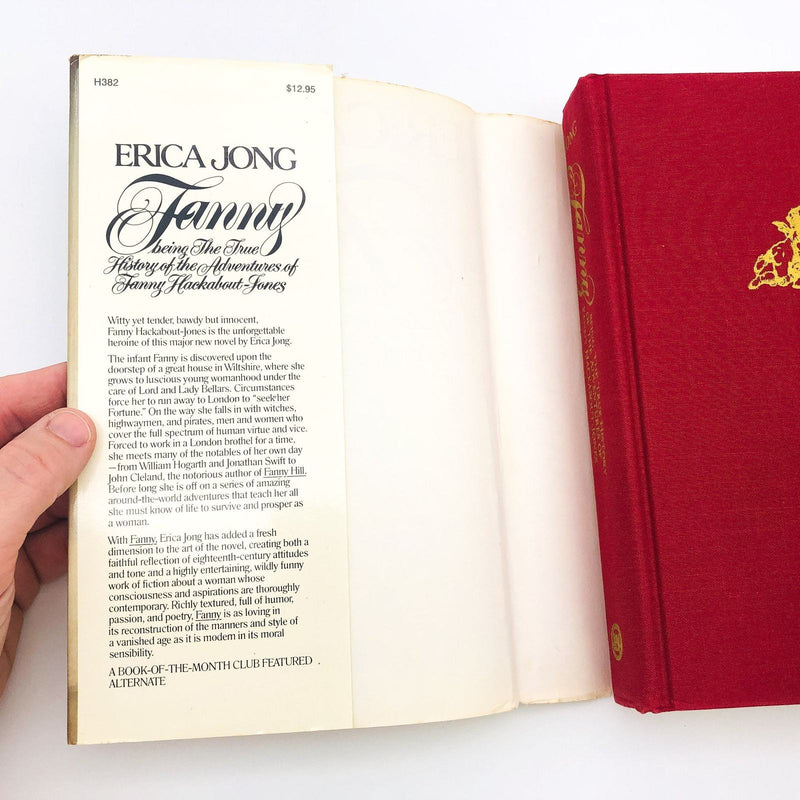 H382
$12.95
ERICA JONG
Fanny
being The True
History of the Adventures of
Fanny Hackabout-Jones
Witty yet tender, bawdy but innocent,
Fanny Hackabout-Jones is the unforgettable
heroine of this major new novel by Erica Jong.
The infant Fanny is discovered upon the
doorstep of a great house in Wiltshire, where she
grows to luscious young womanhood under the
care of Lord and Lady Bellars. Circumstances
force her to run away to London to “seek her
Fortune.” On the way she falls in with witches,
highwaymen, and pirates, men and women who
cover the full spectrum of human virtue and vice.
Forced to work in a London brothel for a time,
she meets many of the notables of her own day
—from William Hogarth and Jonathan Swift to
John Cleland, the notorious author of Fanny Hill.
Before long she is off on a series of amazing
around-the-world adventures that teach her all
she must know of life to survive and prosper as
a woman.
With Fanny, Erica Jong has added a fresh
dimension to the art of the novel, creating both a
faithful reflection of eighteenth-century attitudes
and tone and a highly entertaining, wildly funny
work of fiction about a woman whose
consciousness and aspirations are thoroughly
contemporary. Richly textured, full of humor,
passion, and poetry, Fanny is as loving in
its reconstruction of the manners and style of
a vanished age as it is modern in its moral
sensibility.
A BOOK-OF-THE-MONTH CLUB FEATURED
ALTERNATE
JONG
Fanny